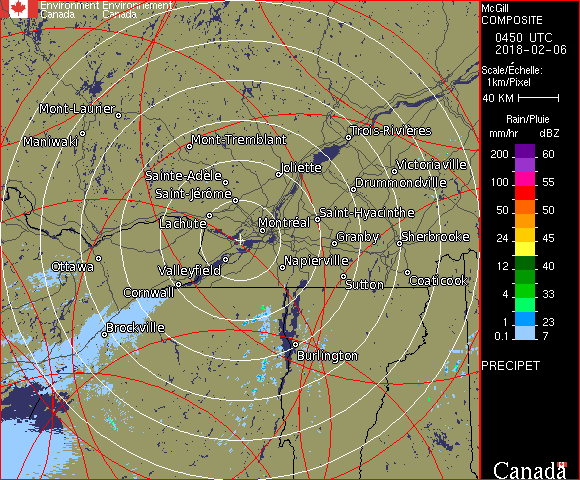 Environment Environnement
Canada Canada
McGill
COMPOSITE
0450 UTC
2018-02-06
Scale/Échelle:
1km/Pixel
40 KM
Rain/Pluie
mm/hr dBZ
200 60
150 57
100 55
50 50
24 45
12 40
4 33
1 23
0.1 7
PRECIPET
Canada
Mont-Laurier
Maniwaki
Mont-Tremblant
Trois-Rivières
Sainte-Adèle
Joliette
Victoriaville
Saint-Jérôme
Drummondville
Lachute
Montréal
Saint-Hyacinthe
Granby
Sherbrooke
Ottawa
Valleyfield
Napierville
Cornwall
Sutton
Coaticook
Brockville
Burlington